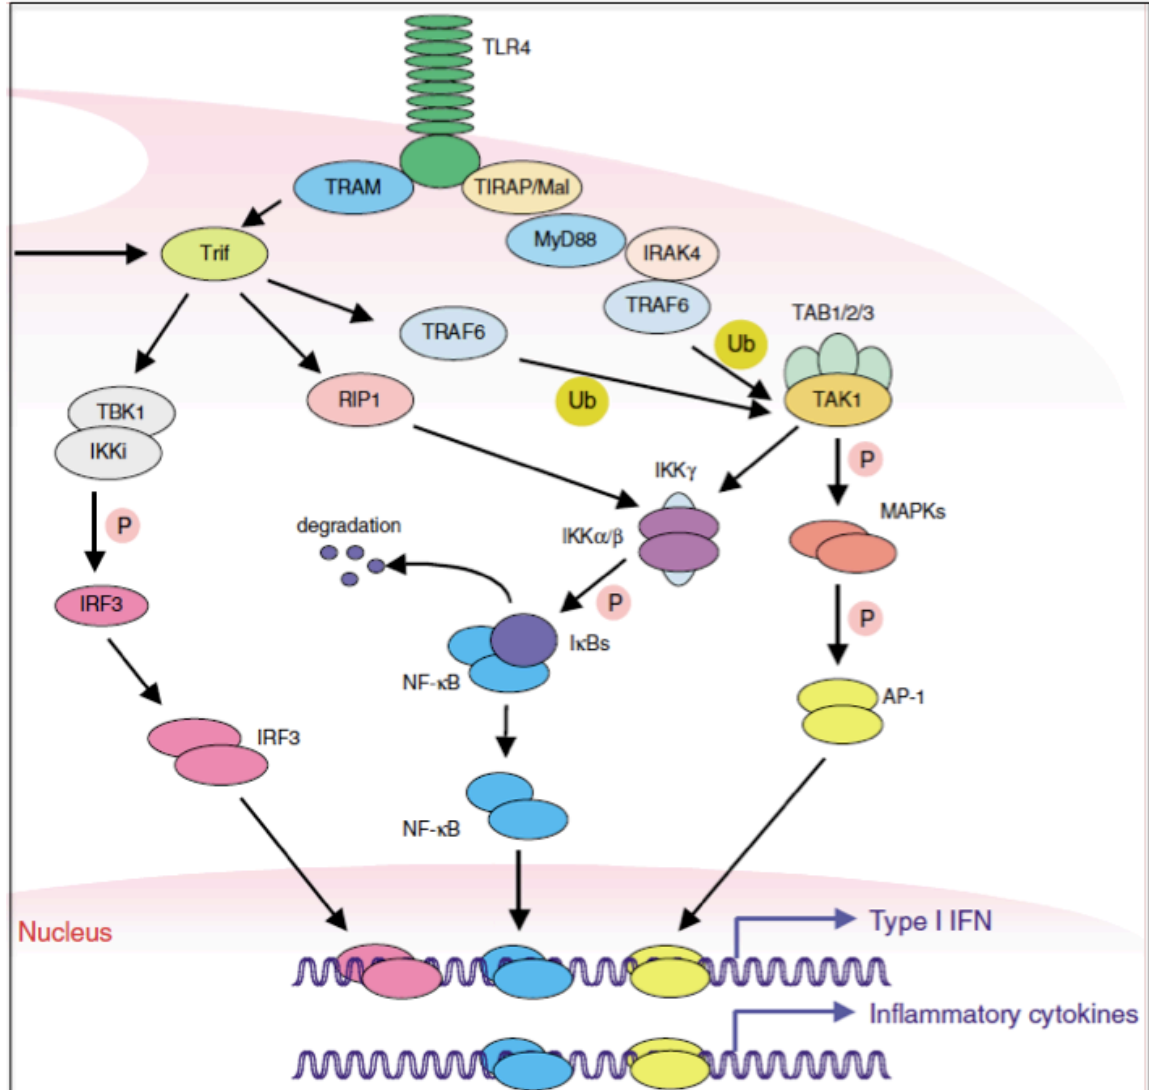 TLR4
TRAM
TIRAP/Mal
MyD88
IRAK4
Trif
TRAF6
TAB1/2/3
TRAF6
Ub
Ub
TBK1
RIP1
TAK1
IKKi
IKKγ
P
P
MAPKs
degradation
IKKα/β
IRF3
P
P
IκBs
NF-κB
AP-1
IRF3
NF-κB
Nucleus
Type I IFN
Inflammatory cytokines